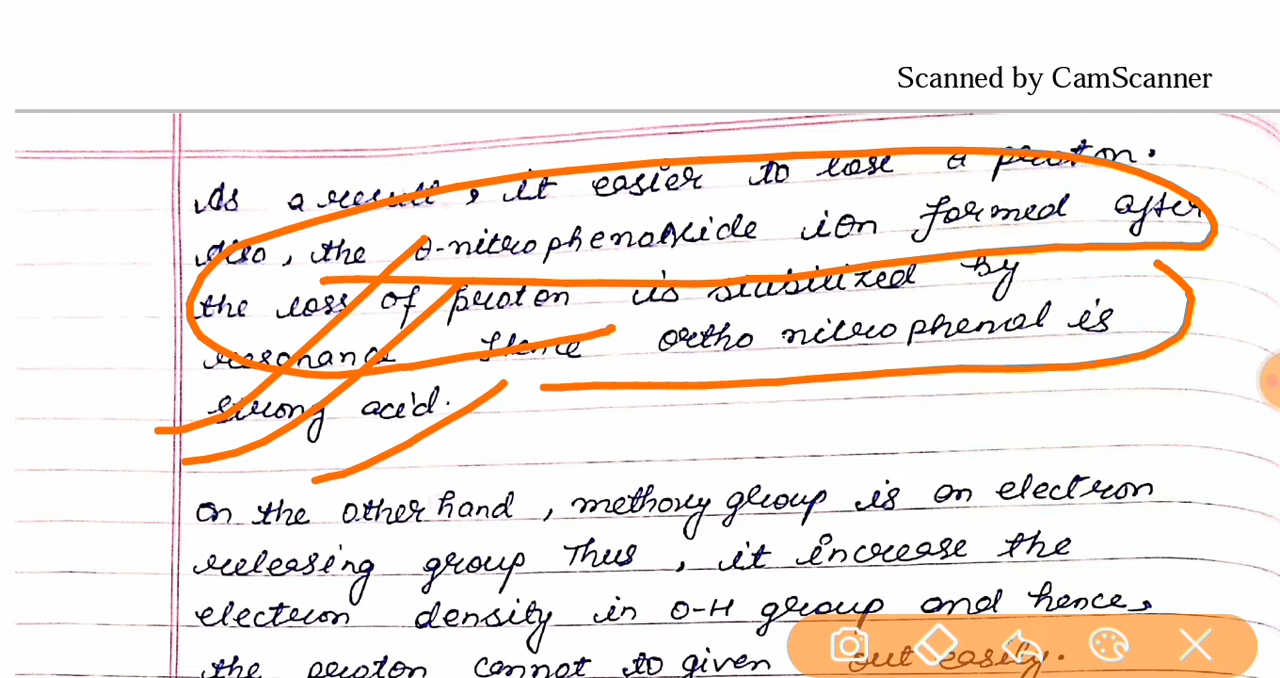 Scanned by CamScanner
As a result, it easier to lose a proton.
Also, the o-nitrophenoxide ion formed after
the loss of proton is stabilized by
resonance Hence ortho nitrophenol is
strong acid.
On the other hand, methoxy group is an electron
releasing group Thus, it increase the
electron density in O-H group and hence,
the proton cannot to given out easily.